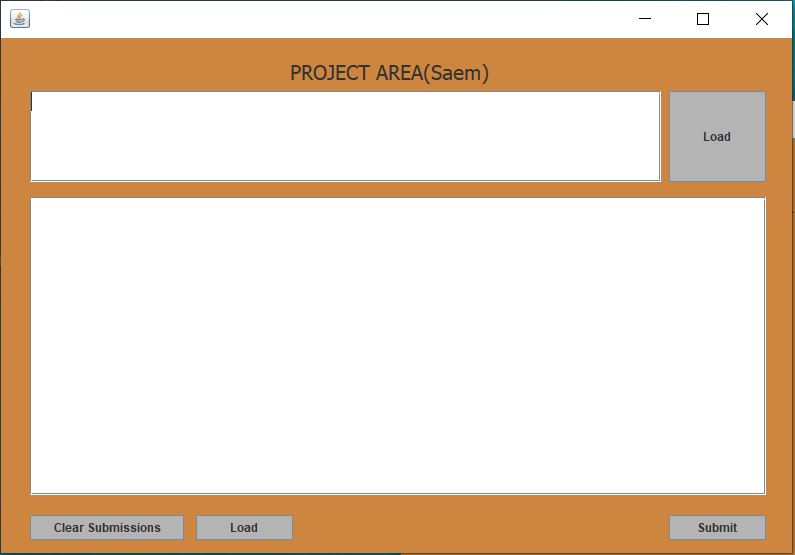 PROJECT AREA(Saem)
Load
Clear Submissions
Load
Submit